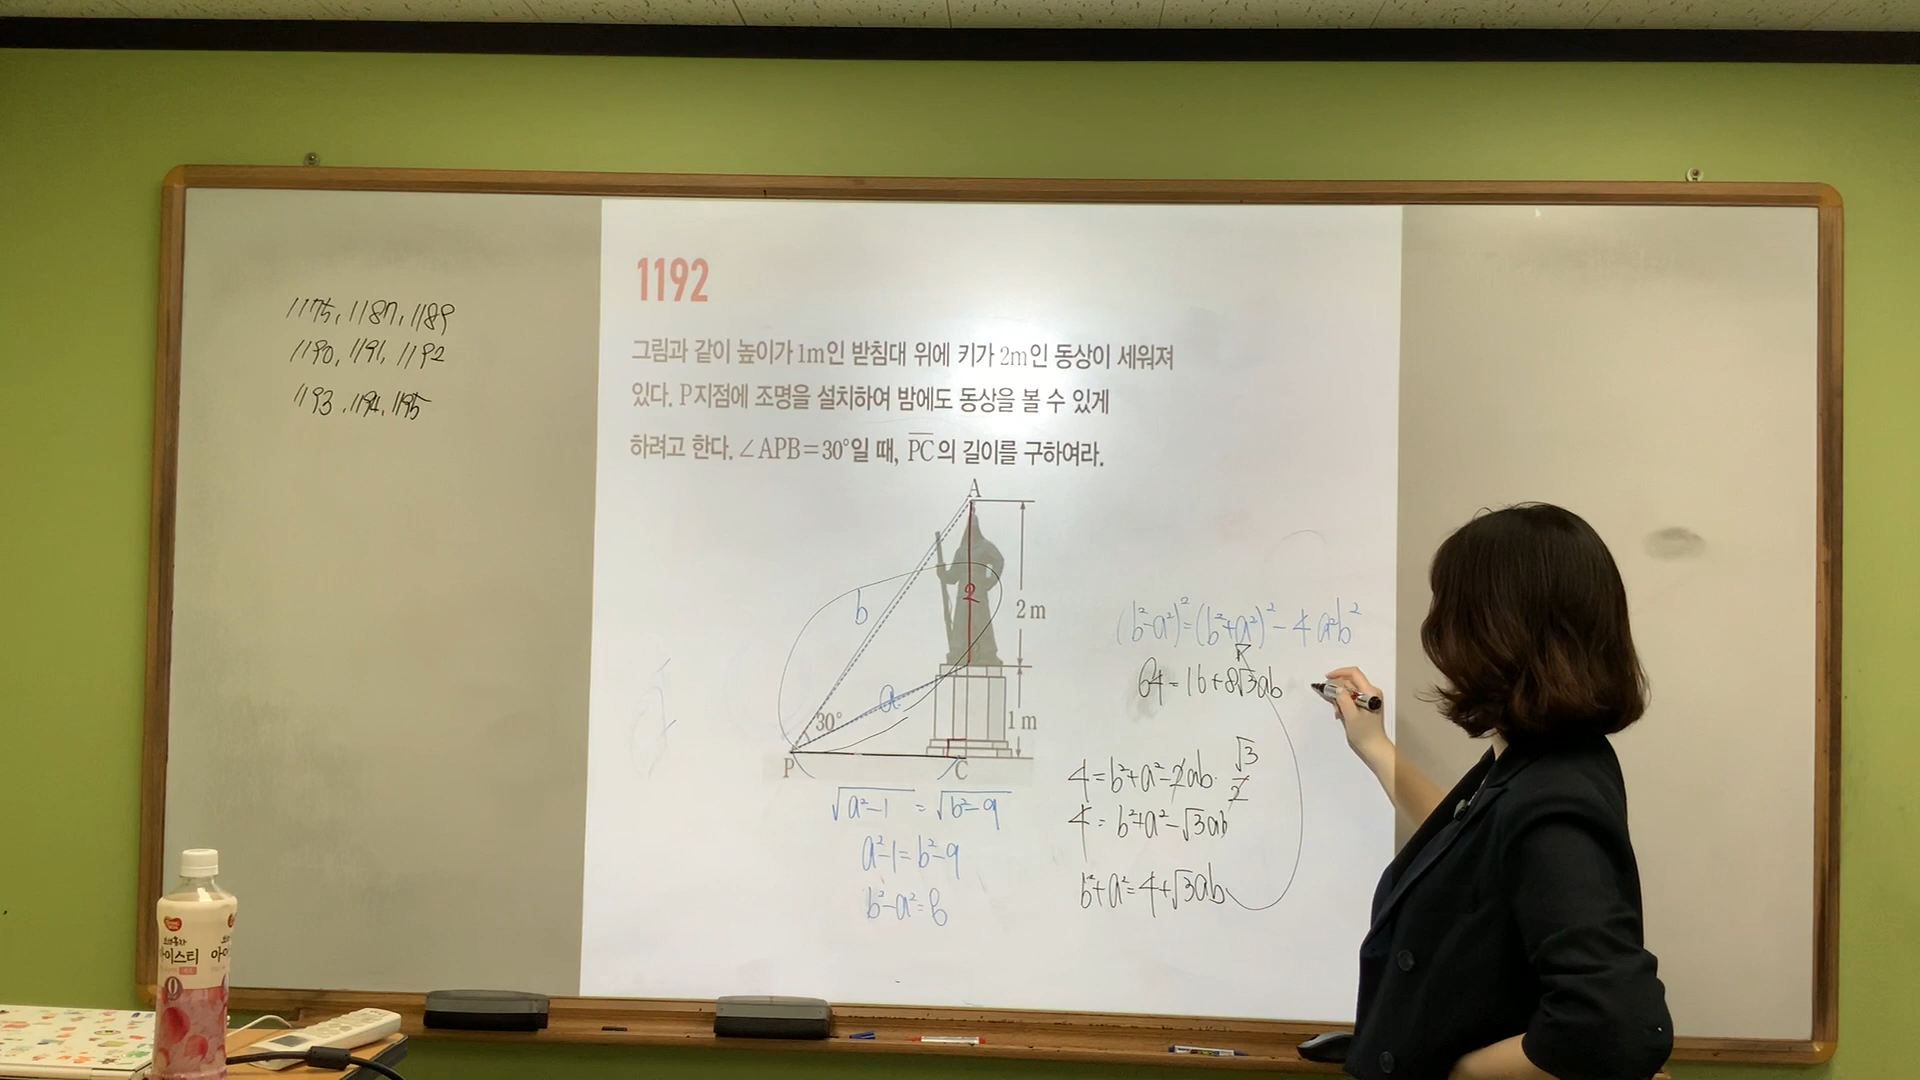 1175, 1187, 1189
1190, 1191, 1192
1193, 1194, 1195
1192
그림과 같이 높이가 1m인 받침대 위에 키가 2m인 동상이 세워져
있다. P지점에 조명을 설치하여 밤에도 동상을 볼 수 있게
하려고 한다. ∠APB=30°일 때, P̅C̅의 길이를 구하여라.
A
b
2
2m
a
30°
1m
P
C
√(a²-1) = √(b²-9)
a²-1=b²-9
b²-a²=8
(b²-a²)²=(b²+a²)²-4a²b²
64=16+8√3ab
4=b²+a²-2ab·√3/2
4=b²+a²-√3ab
b²+a²=4+√3ab
아이스티
0